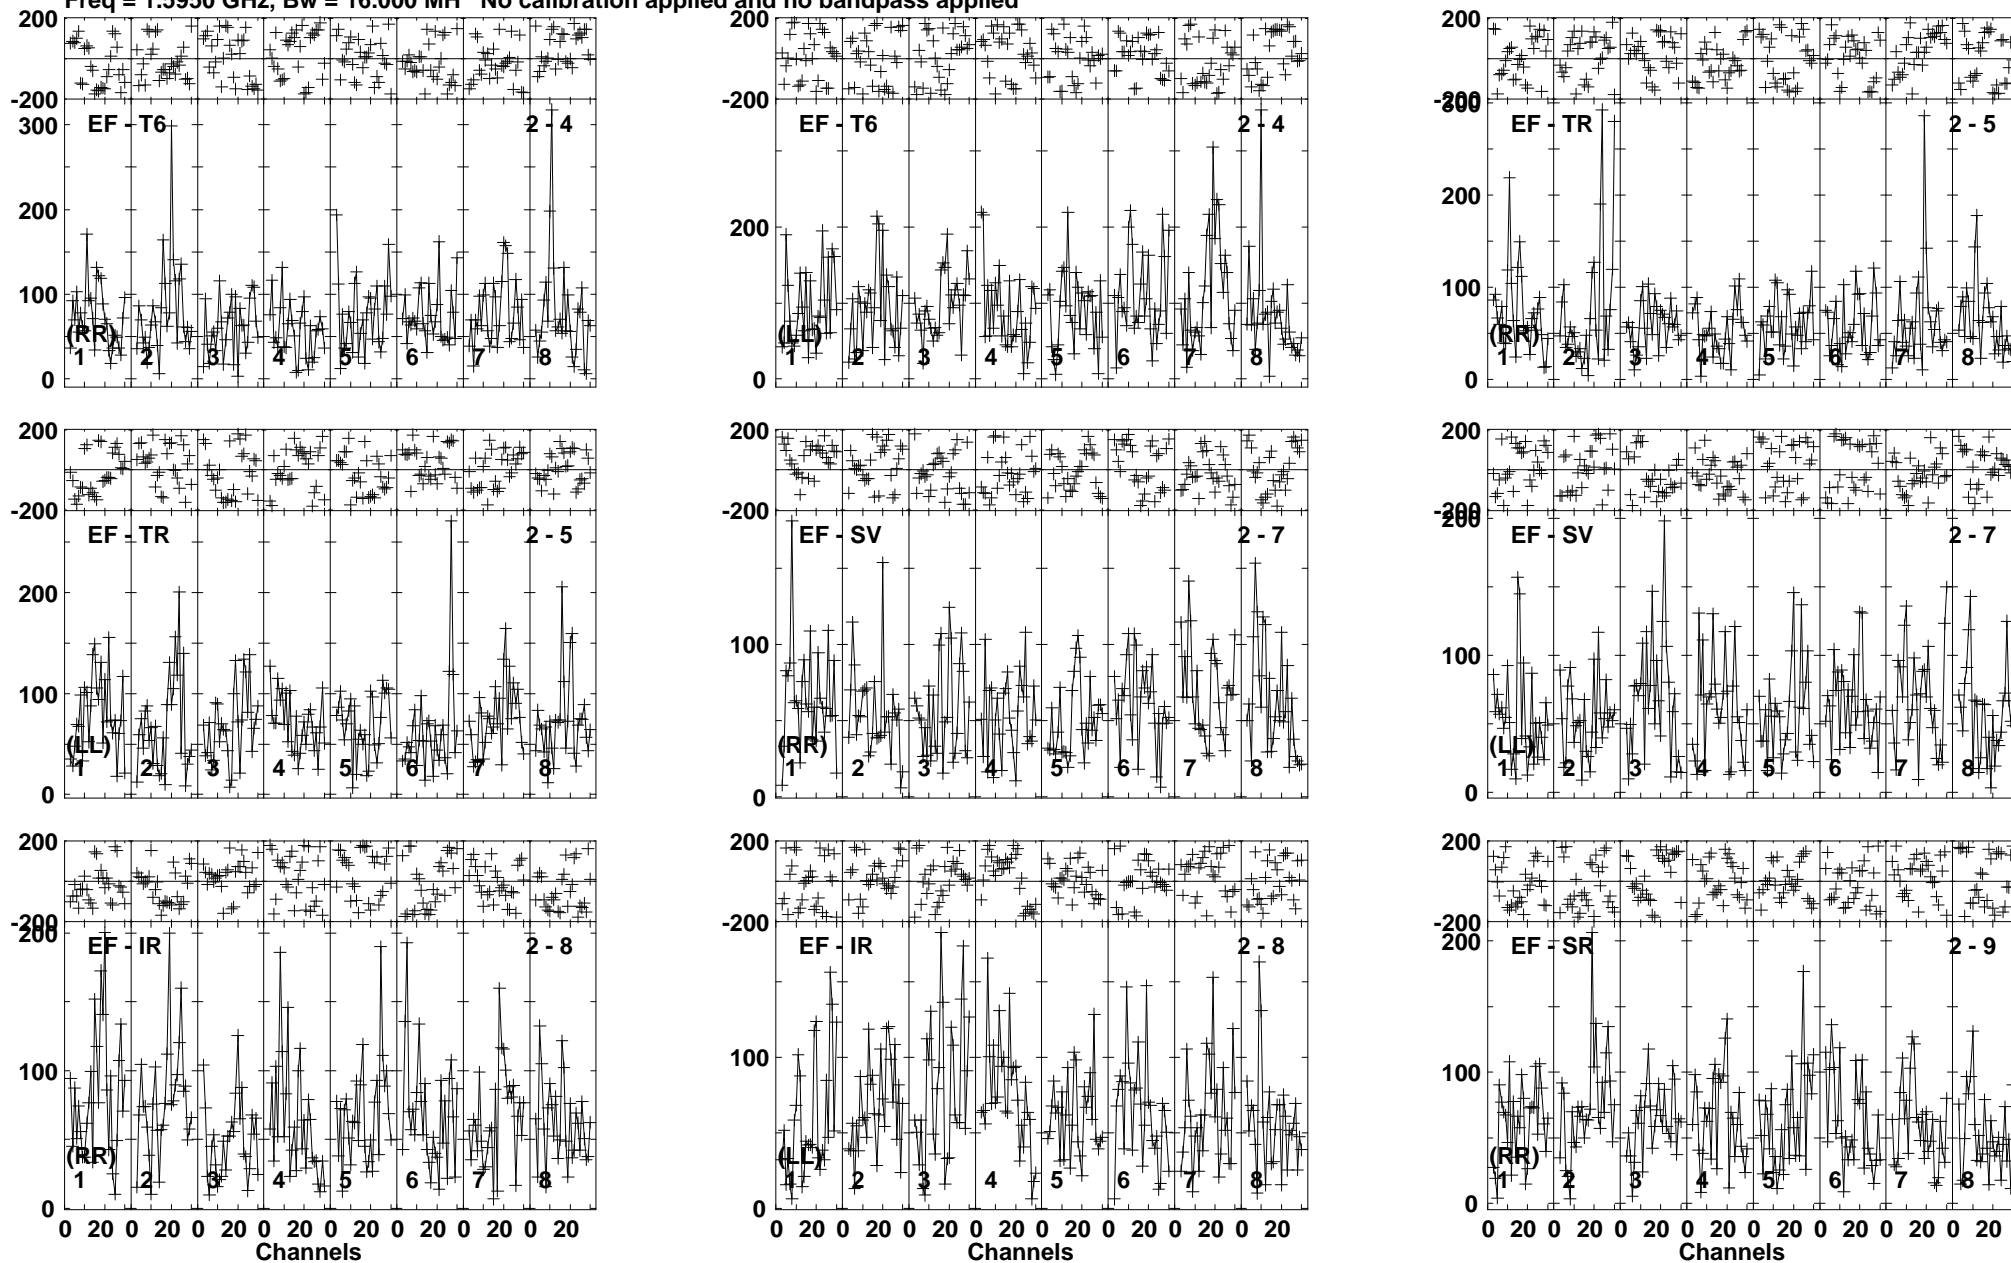 Freq = 1.5950 GHz, Bw = 16.000 MH No calibration applied and no bandpass applied
200 200 200
-200 -200 -200
EF - T6 2 - 4 EF - T6 2 - 4 EF - TR 2 - 5
300 300
200 200 200
100 100
(RR) (LL) (RR)
1 2 3 4 5 6 7 8 1 2 3 4 5 6 7 8 1 2 3 4 5 6 7 8
0 0 0
200 200 200
-200 -200 -200
EF - TR 2 - 5 EF - SV 2 - 7 EF - SV 2 - 7
200
200
100 100 100
(LL) (RR) (LL)
1 2 3 4 5 6 7 8 1 2 3 4 5 6 7 8 1 2 3 4 5 6 7 8
0 0 0
200 200 200
-200 -200 -200
EF - IR 2 - 8 EF - IR 2 - 8 EF - SR 2 - 9
200 200
100 100 100
(RR) (LL) (RR)
1 2 3 4 5 6 7 8 1 2 3 4 5 6 7 8 1 2 3 4 5 6 7 8
0 0 0
0 20 0 20 0 20 0 20 0 20 0 20 0 20 0 20 0 20 0 20 0 20 0 20 0 20 0 20 0 20 0 20 0 20 0 20 0 20 0 20 0 20 0 20 0 20 0 20
Channels Channels